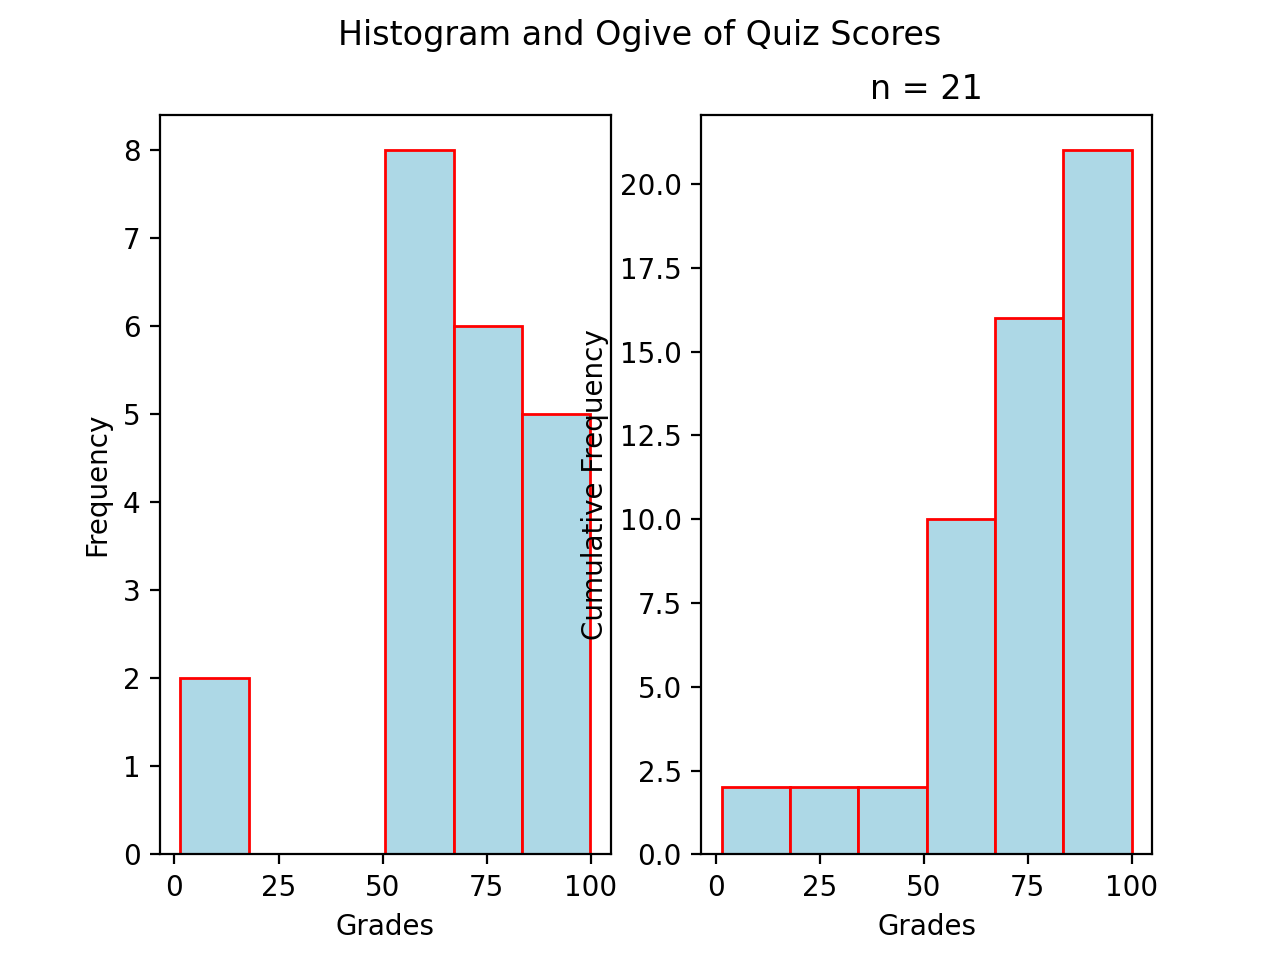 Histogram and Ogive of Quiz Scores
n = 21
Frequency
8
7
6
5
4
3
2
1
0
0 25 50 75 100
Grades
Cumulative Frequency
20.0
17.5
15.0
12.5
10.0
7.5
5.0
2.5
0.0
0 25 50 75 100
Grades